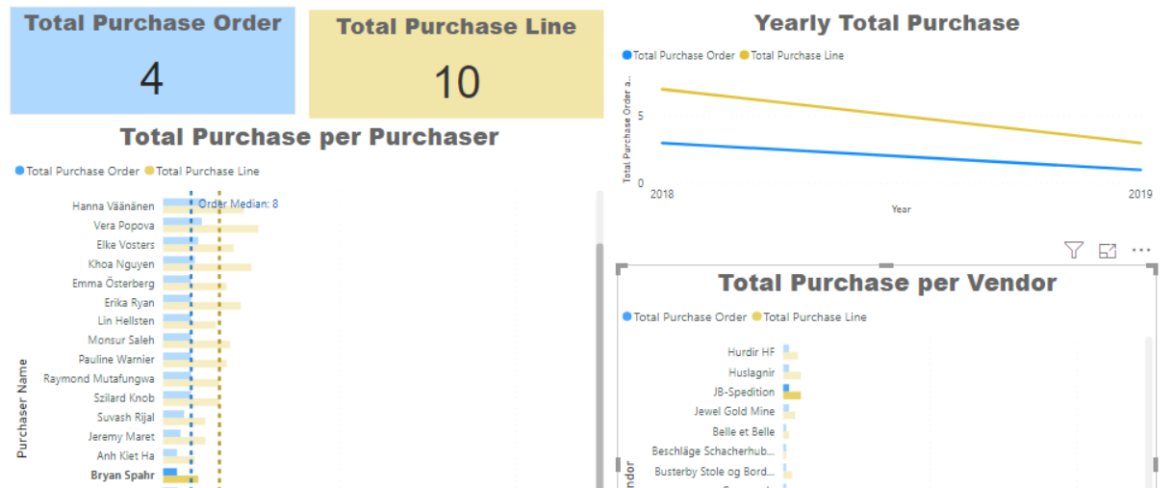 Total Purchase Order
4
Total Purchase Line
10
Total Purchase per Purchaser
Total Purchase Order Total Purchase Line
Order Median: 8
Hanna Väänänen
Vera Popova
Elke Vosters
Khoa Nguyen
Emma Österberg
Erika Ryan
Lin Hellsten
Monsur Saleh
Pauline Warnier
Raymond Mutafungwa
Szilard Knob
Suvash Rijal
Jeremy Maret
Anh Kiet Ha
Bryan Spahr
Purchaser Name
Yearly Total Purchase
Total Purchase Order Total Purchase Line
Total Purchase Order a...
5
0
2018
2019
Year
Total Purchase per Vendor
Total Purchase Order Total Purchase Line
Hurdir HF
Huslagnir
JB-Spedition
Jewel Gold Mine
Belle et Belle
Beschläge Schacherhub...
Busterby Stole og Bord...
ndor